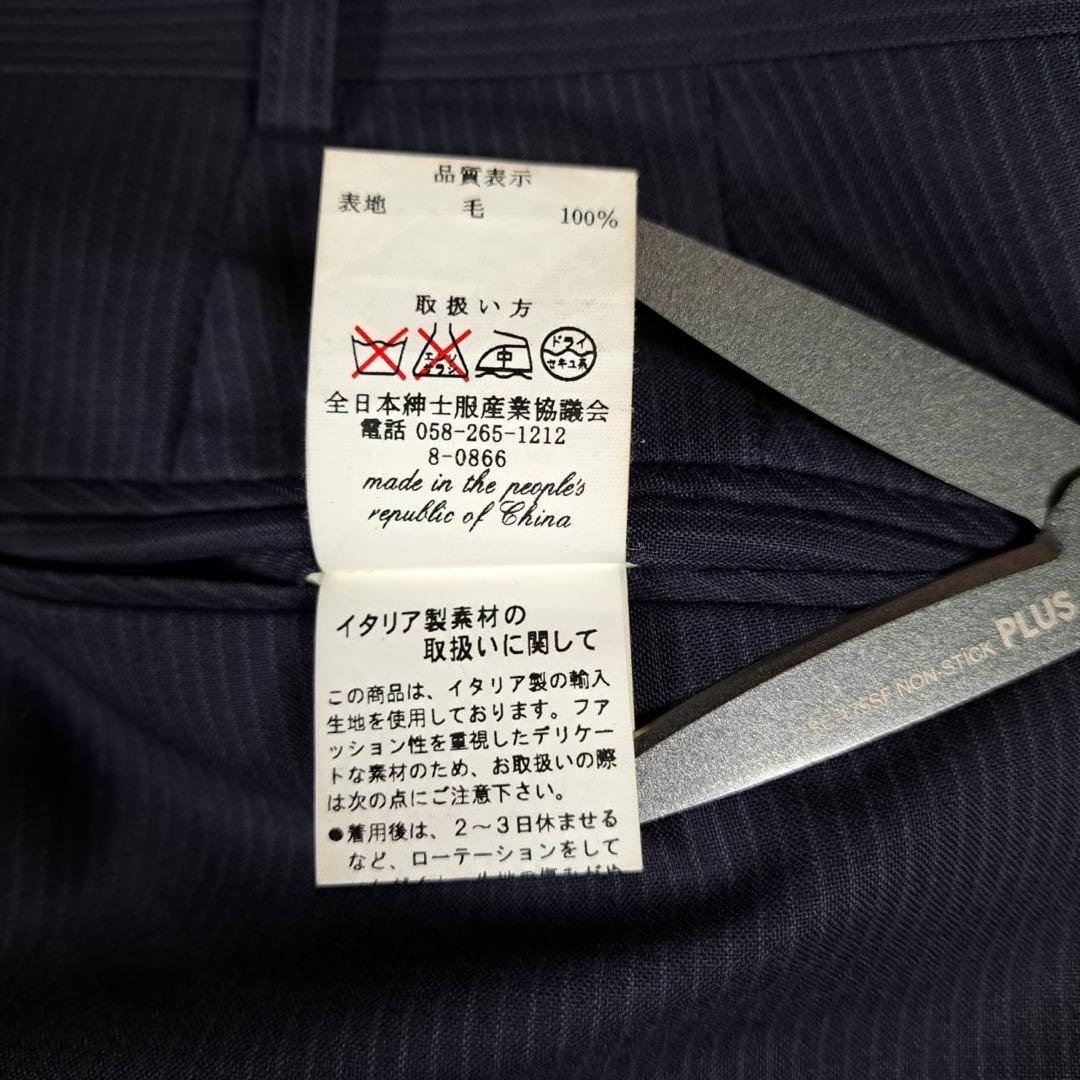 品質表示
表地 毛 100%
取扱い方
エンソ サラシ 中 ドライ セキユ系
全日本紳士服産業協議会
電話 058-265-1212
8-0866
made in the people's
republic of China
イタリア製素材の
取扱いに関して
この商品は、イタリア製の輸入
生地を使用しております。ファ
ッション性を重視したデリケー
トな素材のため、お取扱いの際
は次の点にご注意下さい。
●着用後は、2～3日休ませる
など、ローテーションをして
NON-STICK PLUS